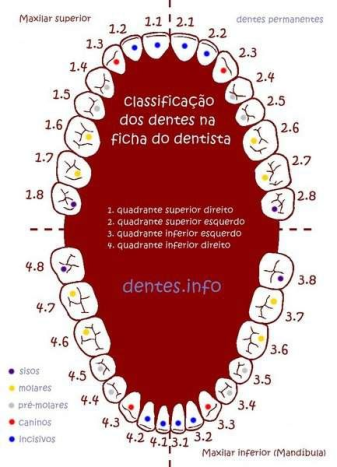 Maxilar superior
dentes permanentes
1.1 2.1
1.2 2.2
1.3 2.3
1.4 2.4
1.5 2.5
1.6 2.6
1.7 2.7
1.8 2.8
classificação
dos dentes na
ficha do dentista
1. quadrante superior direito
2. quadrante superior esquerdo
3. quadrante inferior esquerdo
4. quadrante inferior direito
dentes.info
4.8 3.8
4.7 3.7
4.6 3.6
4.5 3.5
4.4 3.4
4.3 3.3
4.2 4.1 3.1 3.2
sisos
molares
pré-molares
caninos
incisivos
Maxilar inferior (Mandíbula)